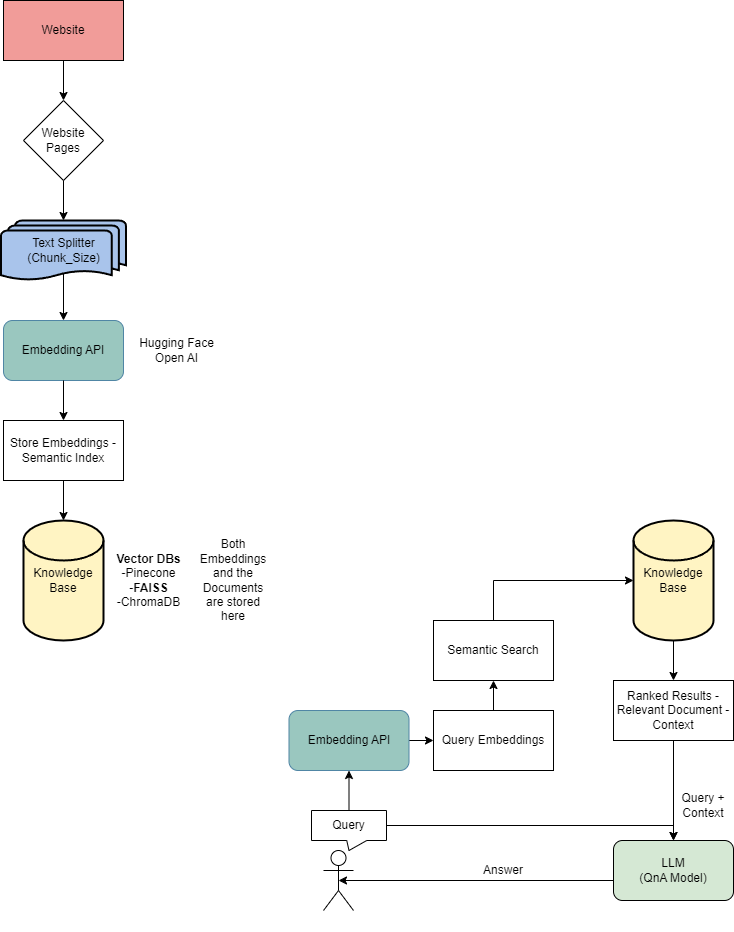 Website
Website
Pages
Text Splitter
(Chunk_Size)
Embedding API
Hugging Face
Open AI
Store Embeddings -
Semantic Index
Knowledge
Base
Vector DBs
-Pinecone
-FAISS
-ChromaDB
Both
Embeddings
and the
Documents
are stored
here
Knowledge
Base
Semantic Search
Ranked Results -
Relevant Document -
Context
Embedding API
Query Embeddings
Query +
Context
Query
LLM
(QnA Model)
Answer